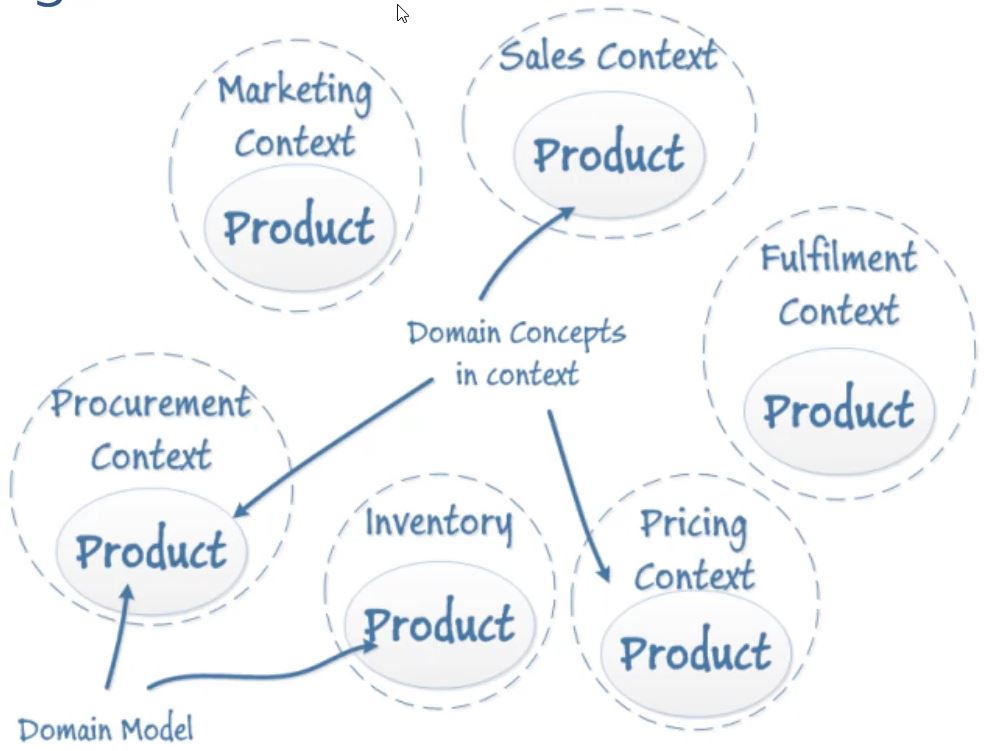 Marketing
Context
Product
Sales Context
Product
Fulfilment
Context
Product
Domain Concepts
in context
Procurement
Context
Product
Inventory
Product
Pricing
Context
Product
Domain Model